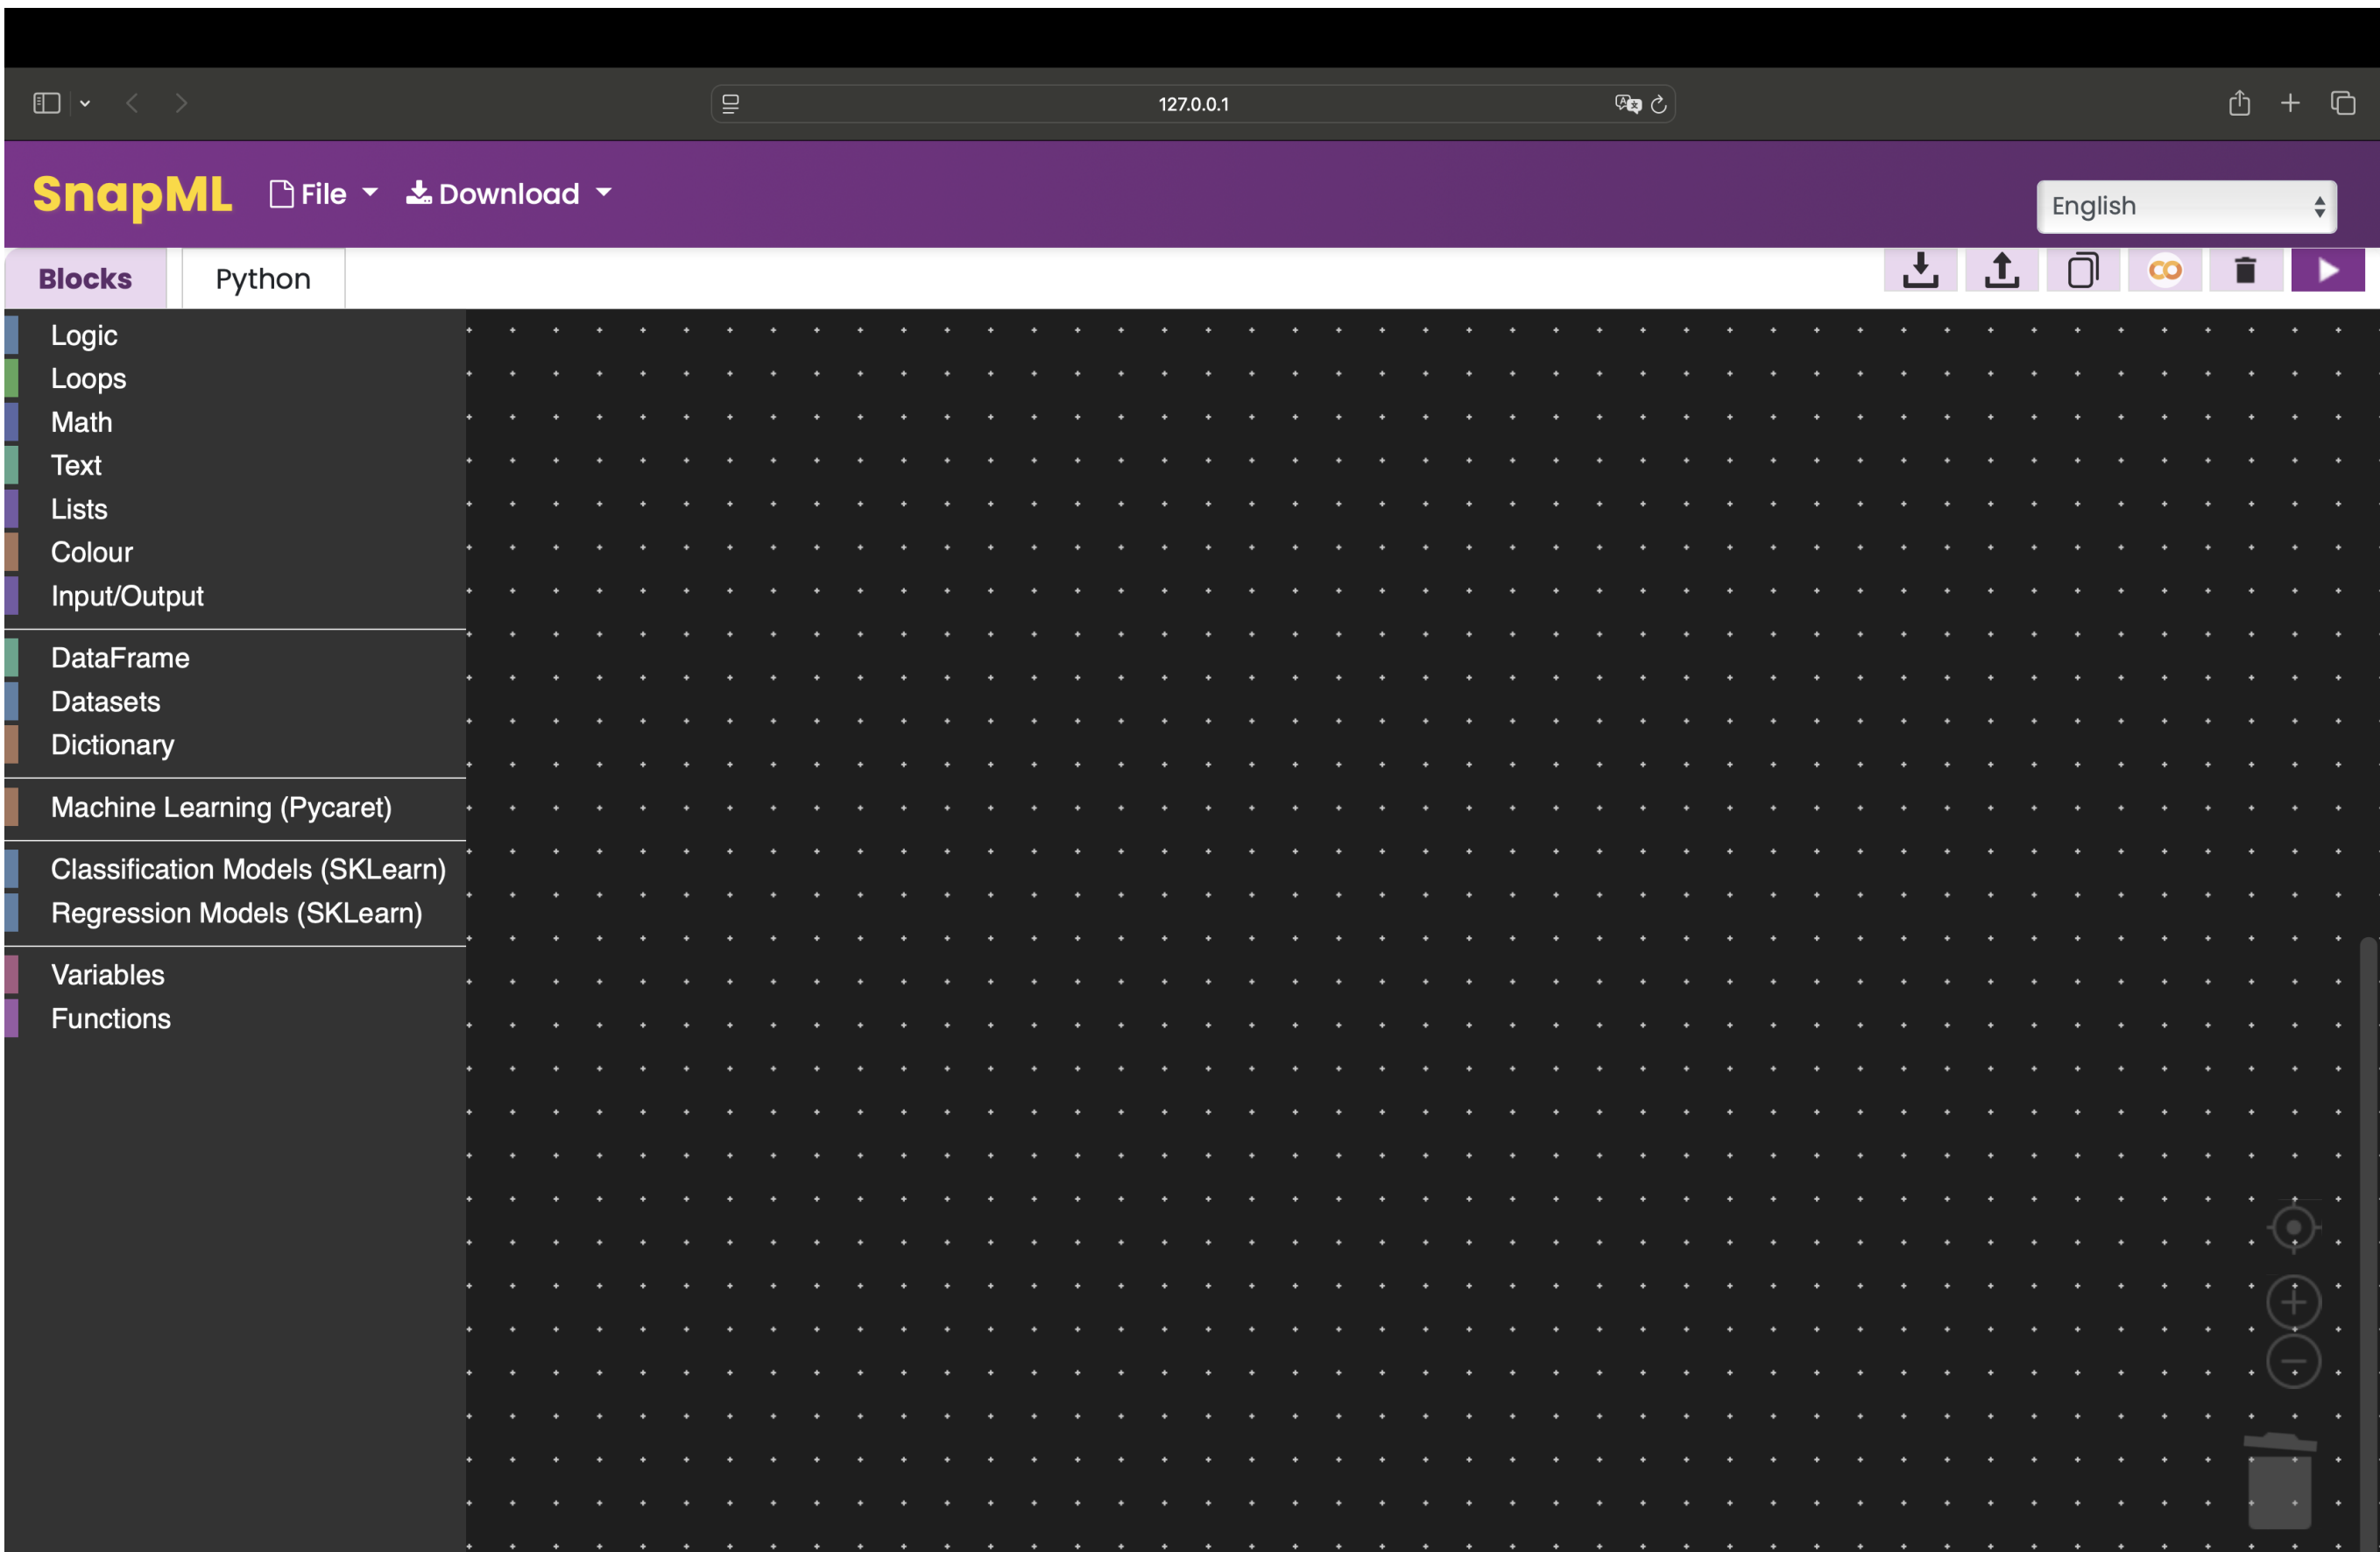 127.0.0.1
SnapML File Download English
Blocks Python
Logic
Loops
Math
Text
Lists
Colour
Input/Output
DataFrame
Datasets
Dictionary
Machine Learning (Pycaret)
Classification Models (SKLearn)
Regression Models (SKLearn)
Variables
Functions